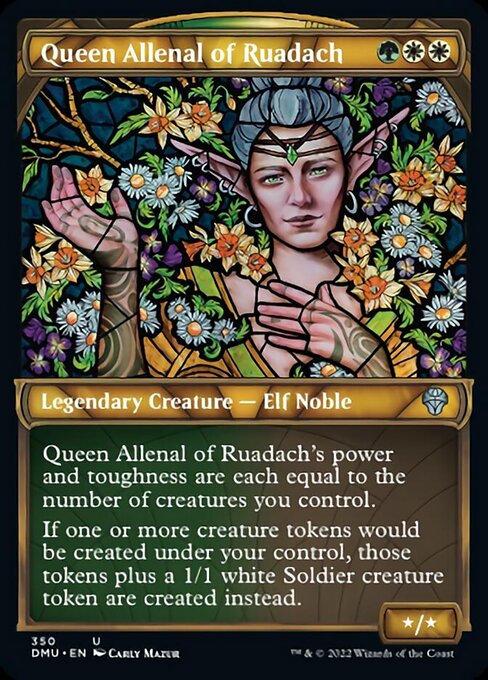 Queen Allenal of Ruadach
Legendary Creature — Elf Noble
Queen Allenal of Ruadach's power
and toughness are each equal to the
number of creatures you control.
If one or more creature tokens would
be created under your control, those
tokens plus a 1/1 white Soldier creature
token are created instead.
★/★
350 U
DMU • EN Carly Mazur
™ & © 2022 Wizards of the Coast